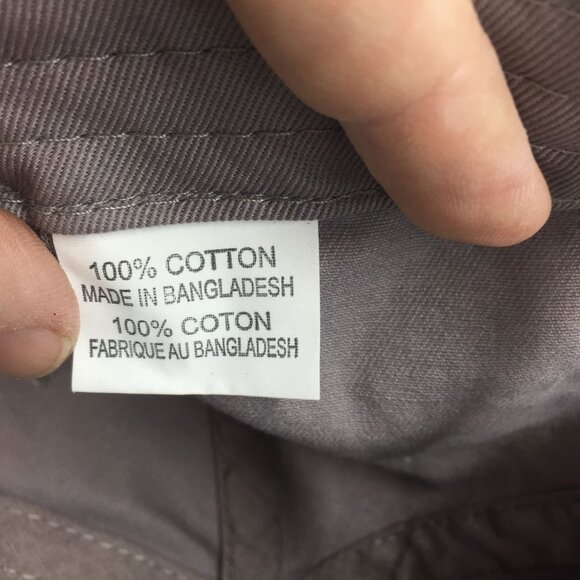 100% COTTON
MADE IN BANGLADESH
100% COTON
FABRIQUE AU BANGLADESH